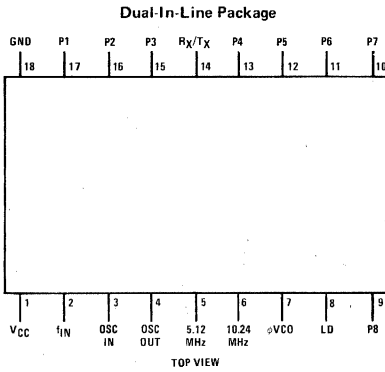 Dual-In-Line Package
GND P1 P2 P3 RX/TX P4 P5 P6 P7
18 17 16 15 14 13 12 11 10
1 2 3 4 5 6 7 8 9
VCC fIN OSC IN OSC OUT 5.12 MHz 10.24 MHz φVCO LD P8
TOP VIEW